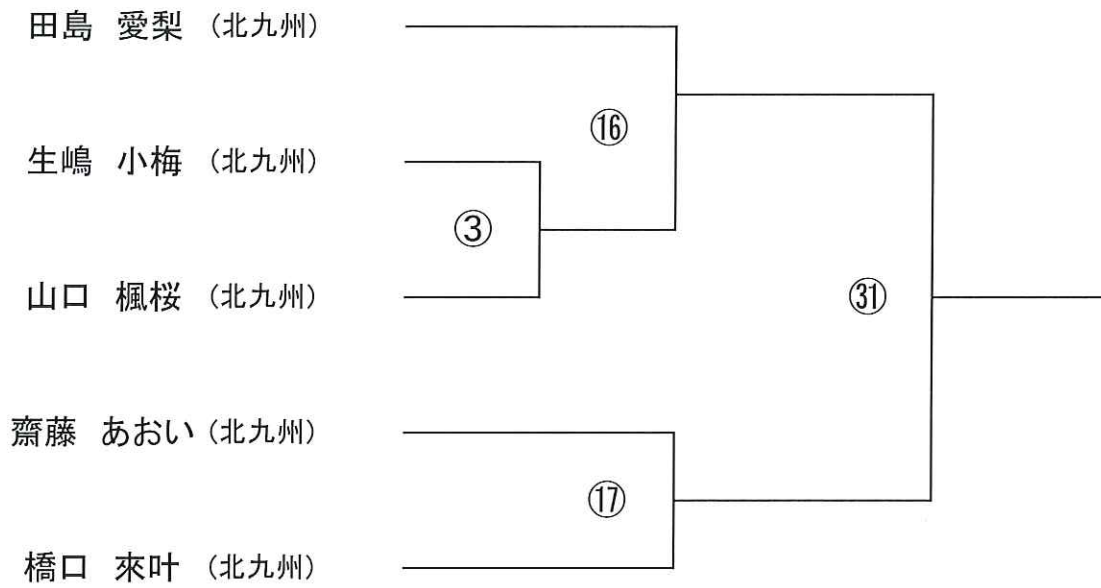 田島 愛梨 (北九州)
⑯
生嶋 小梅 (北九州)
③
山口 楓桜 (北九州)
㉛
齋藤 あおい (北九州)
⑰
橋口 來叶 (北九州)